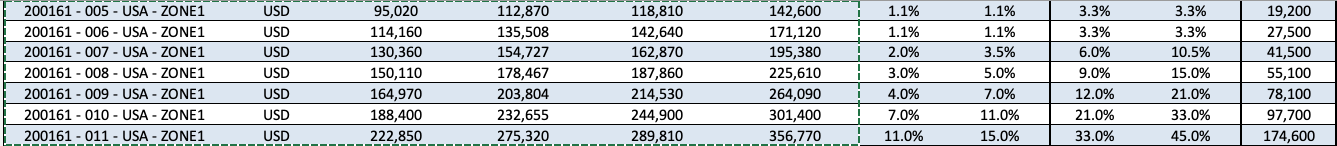 200161 - 005 - USA - ZONE1 USD 95,020 112,870 118,810 142,600 1.1% 1.1% 3.3% 3.3% 19,200
200161 - 006 - USA - ZONE1 USD 114,160 135,508 142,640 171,120 1.1% 1.1% 3.3% 3.3% 27,500
200161 - 007 - USA - ZONE1 USD 130,360 154,727 162,870 195,380 2.0% 3.5% 6.0% 10.5% 41,500
200161 - 008 - USA - ZONE1 USD 150,110 178,467 187,860 225,610 3.0% 5.0% 9.0% 15.0% 55,100
200161 - 009 - USA - ZONE1 USD 164,970 203,804 214,530 264,090 4.0% 7.0% 12.0% 21.0% 78,100
200161 - 010 - USA - ZONE1 USD 188,400 232,655 244,900 301,400 7.0% 11.0% 21.0% 33.0% 97,700
200161 - 011 - USA - ZONE1 USD 222,850 275,320 289,810 356,770 11.0% 15.0% 33.0% 45.0% 174,600